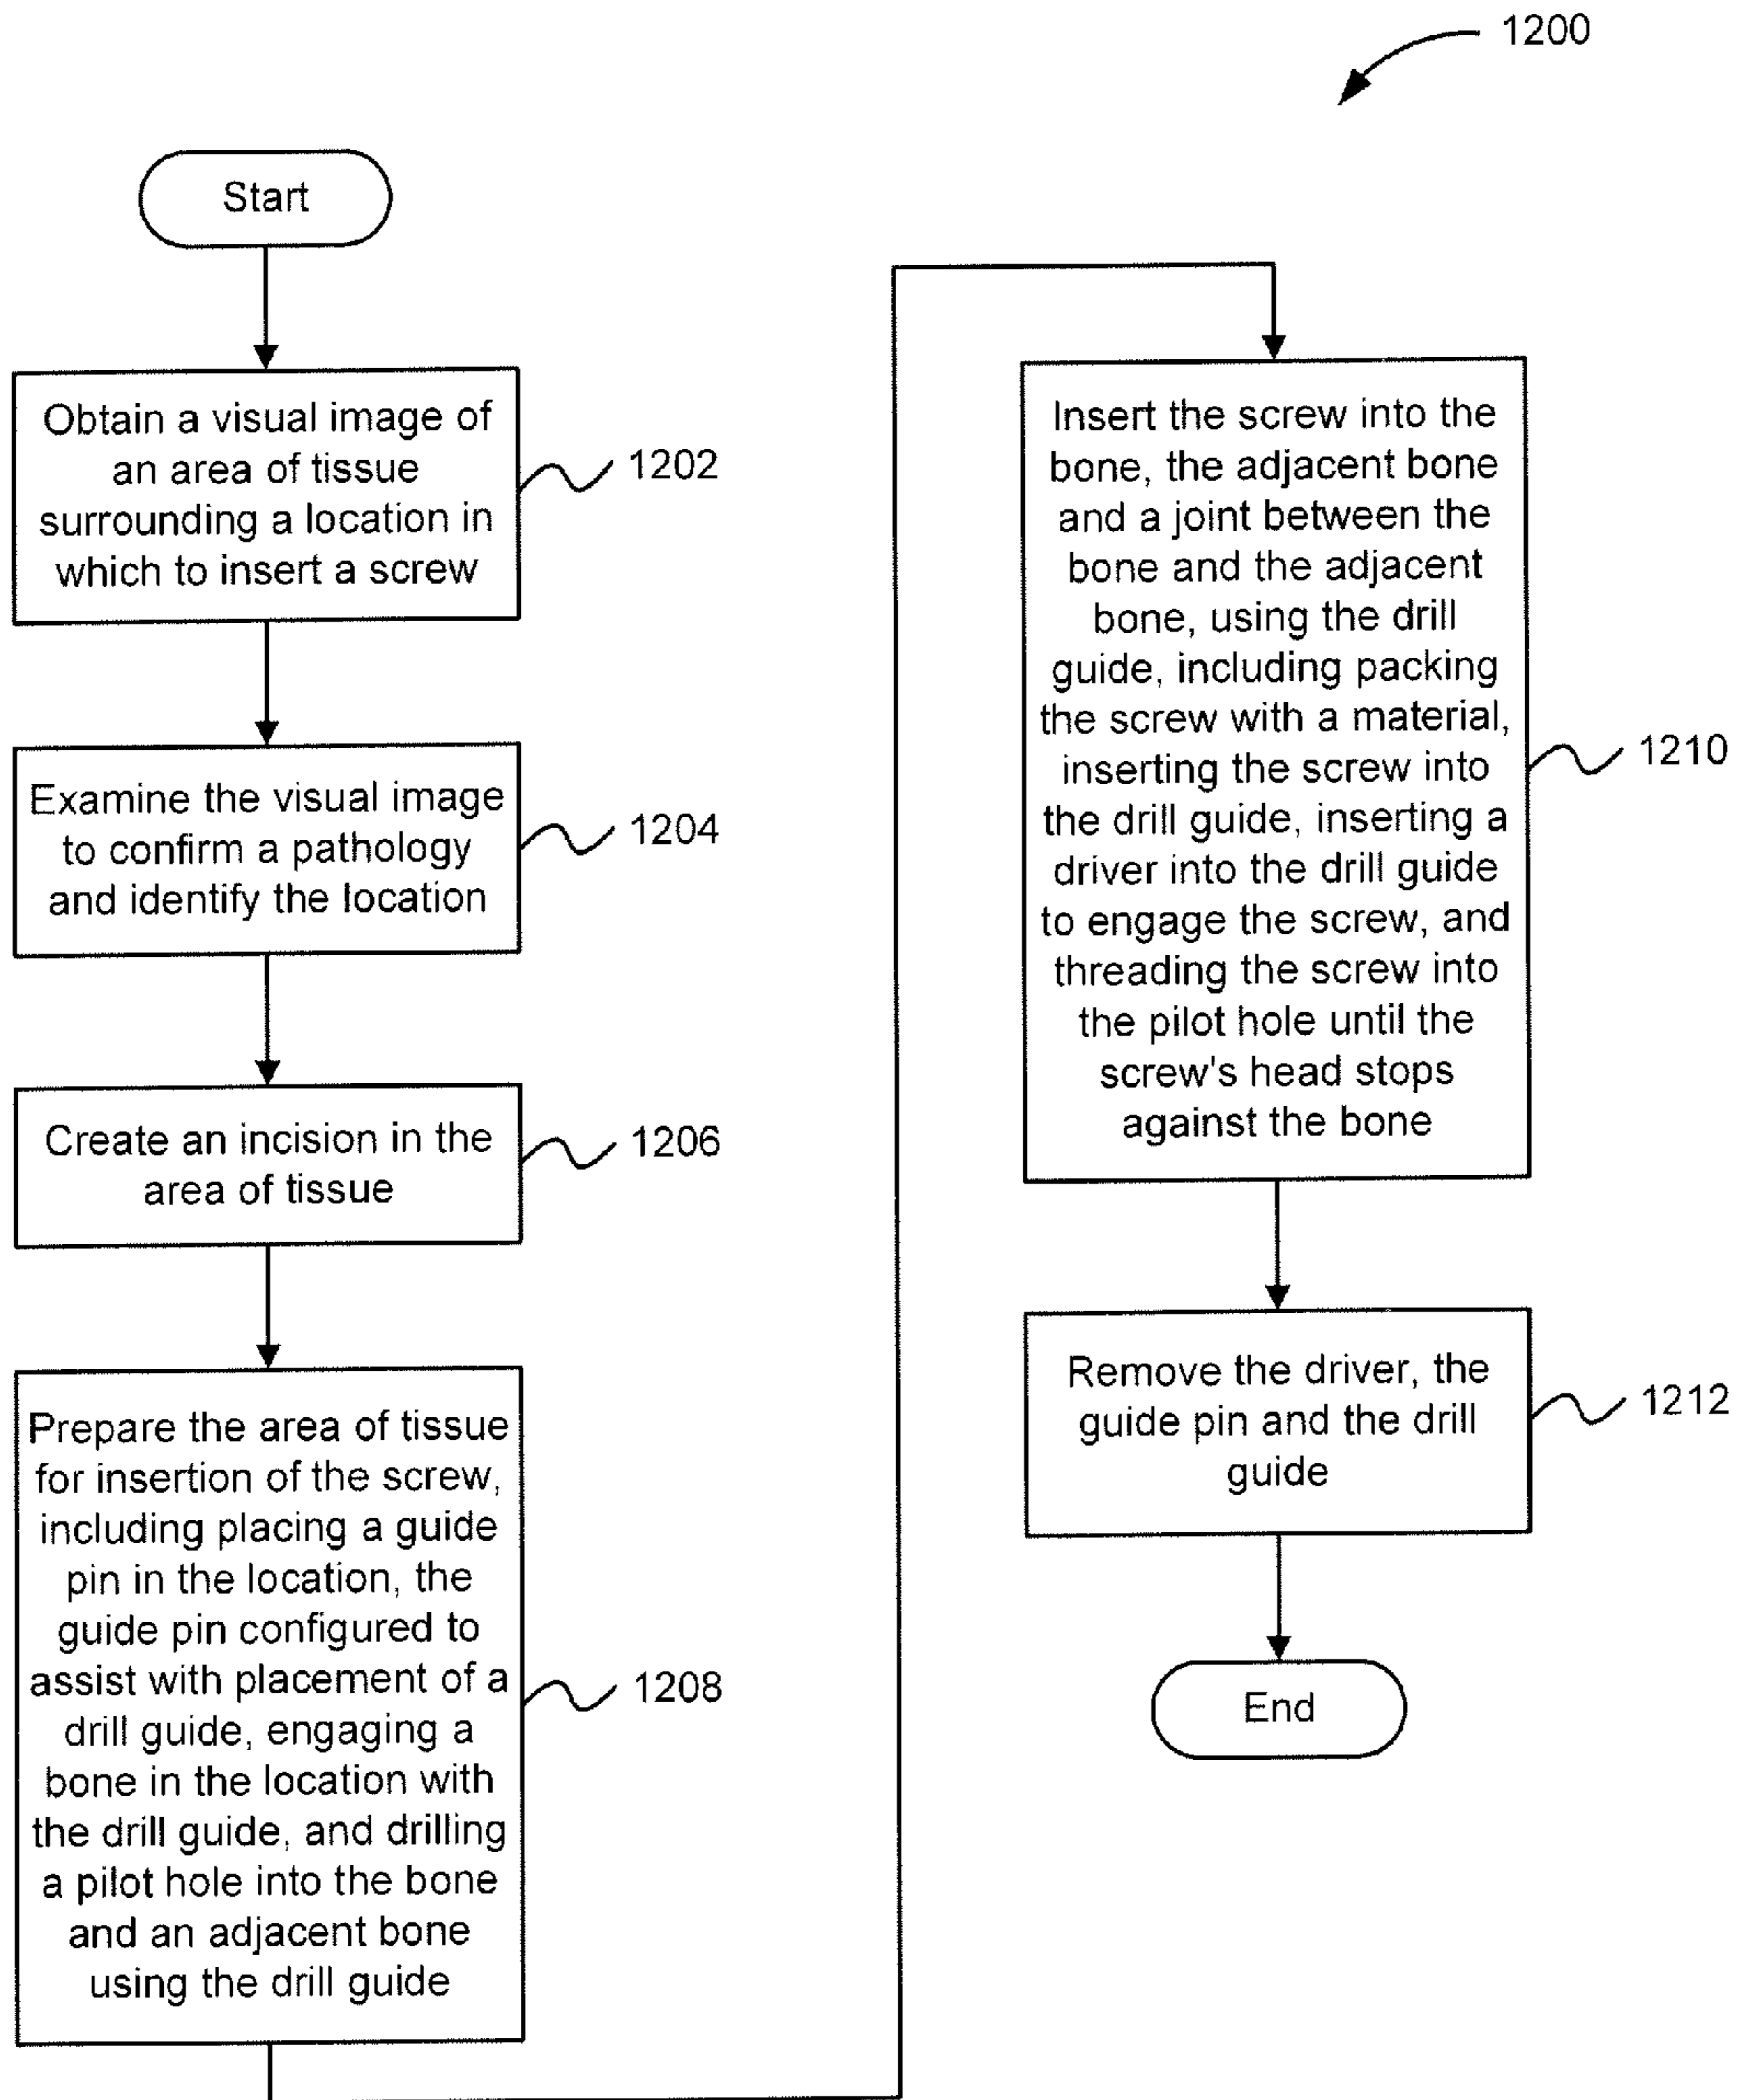 1200
Start
Obtain a visual image of
an area of tissue
surrounding a location in
which to insert a screw
1202
Examine the visual image
to confirm a pathology
and identify the location
1204
Create an incision in the
area of tissue
1206
Prepare the area of tissue
for insertion of the screw,
including placing a guide
pin in the location, the
guide pin configured to
assist with placement of a
drill guide, engaging a
bone in the location with
the drill guide, and drilling
a pilot hole into the bone
and an adjacent bone
using the drill guide
1208
Insert the screw into the
bone, the adjacent bone
and a joint between the
bone and the adjacent
bone, using the drill
guide, including packing
the screw with a material,
inserting the screw into
the drill guide, inserting a
driver into the drill guide
to engage the screw, and
threading the screw into
the pilot hole until the
screw's head stops
against the bone
1210
Remove the driver, the
guide pin and the drill
guide
1212
End